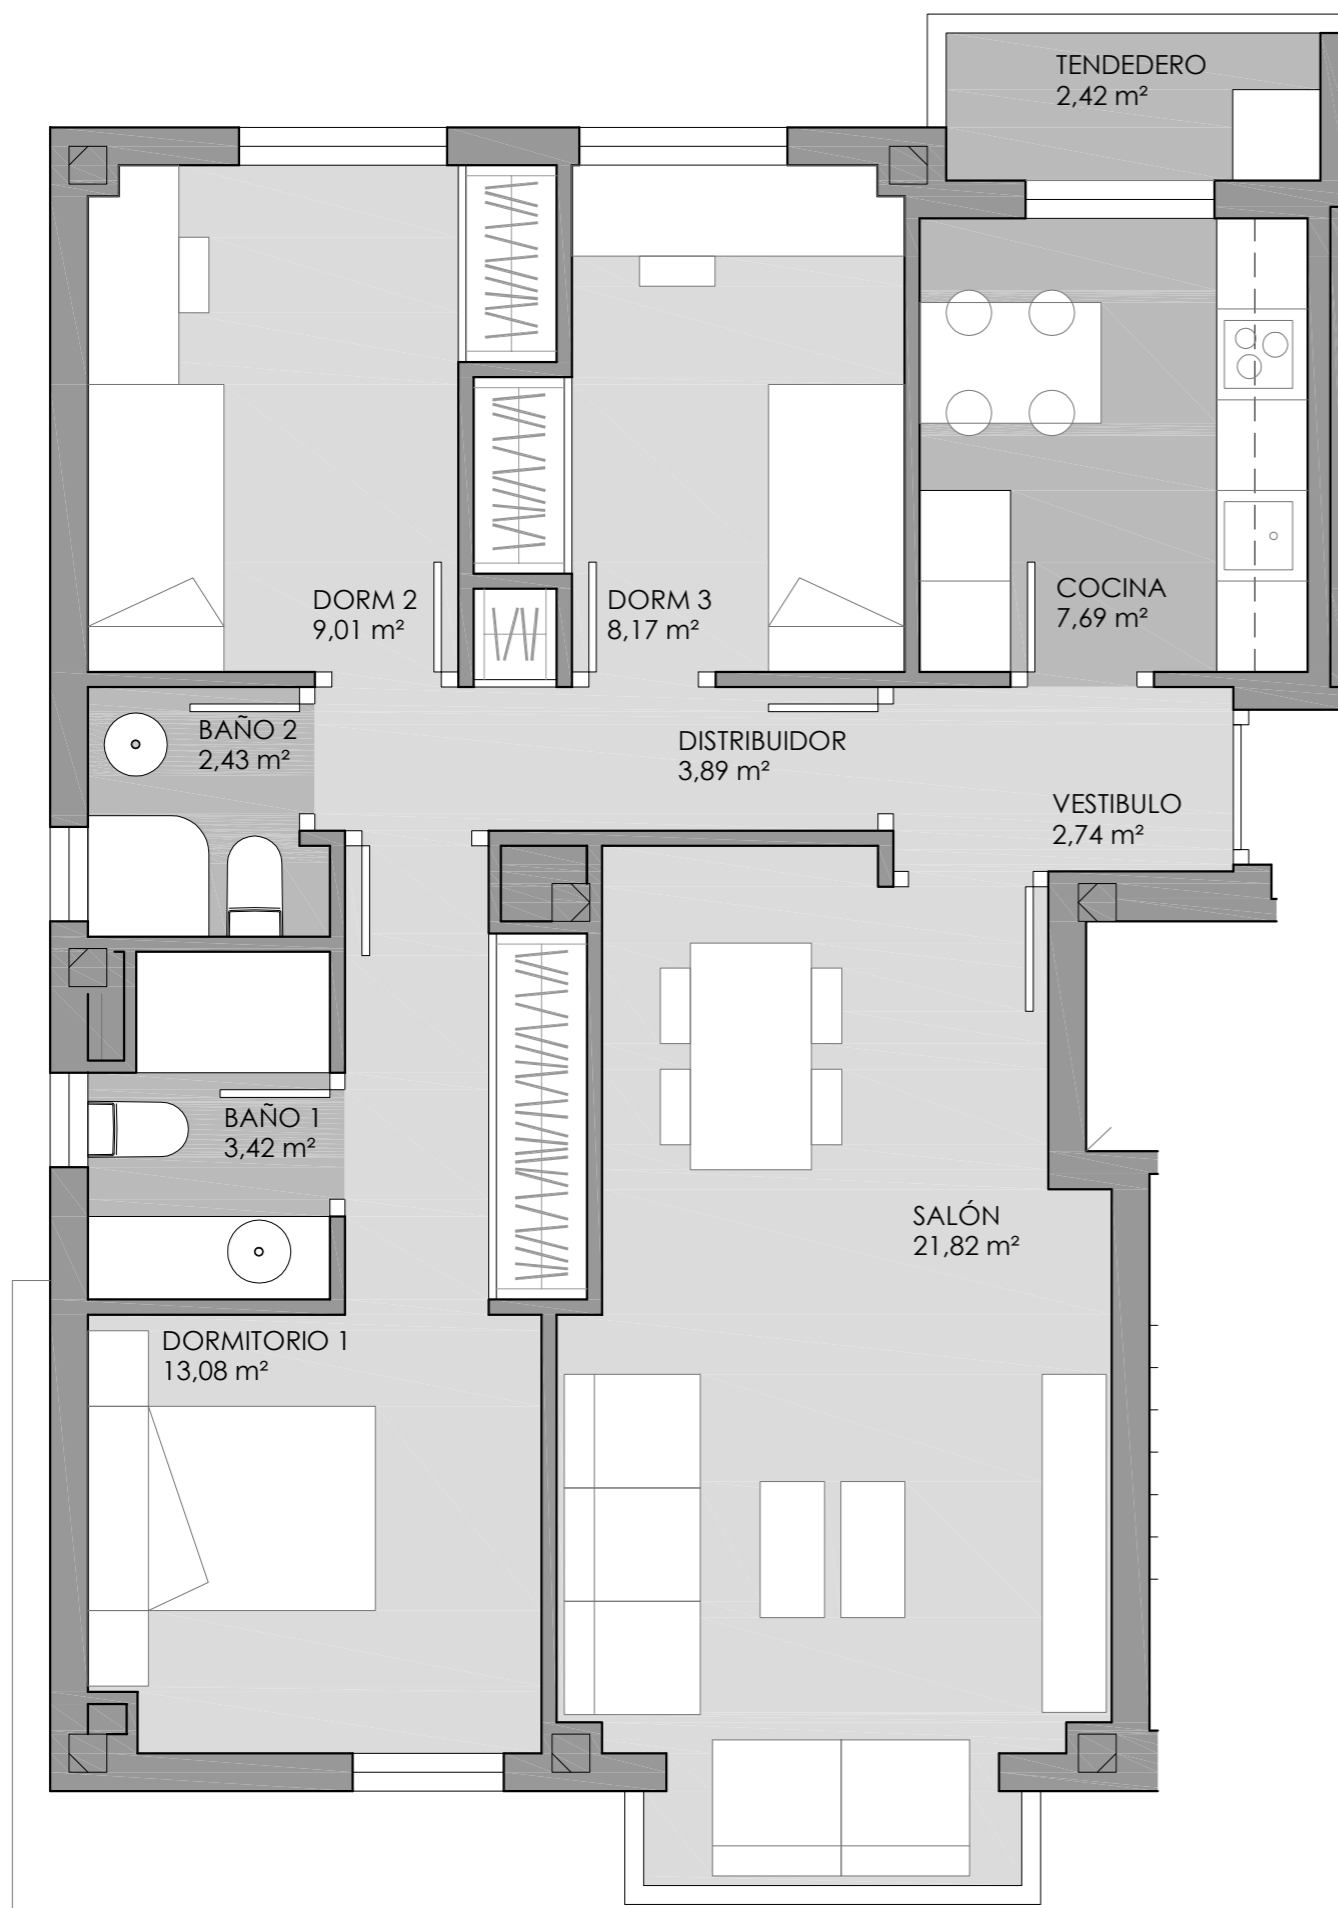 TENDEDERO
2,42 m²
DORM 2
9,01 m²
DORM 3
8,17 m²
COCINA
7,69 m²
BAÑO 2
2,43 m²
DISTRIBUIDOR
3,89 m²
VESTIBULO
2,74 m²
BAÑO 1
3,42 m²
SALÓN
21,82 m²
DORMITORIO 1
13,08 m²